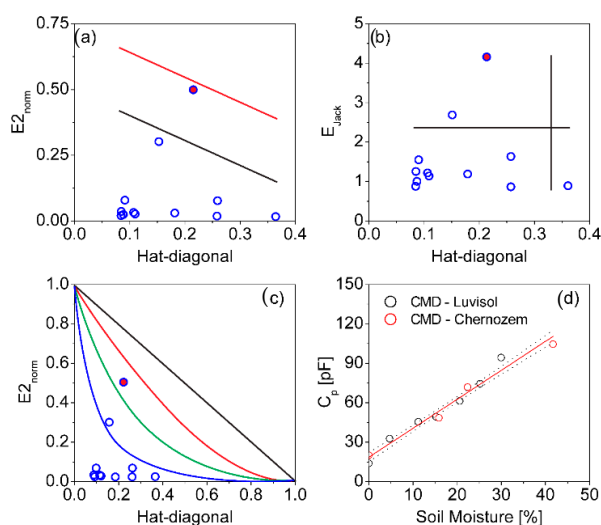 (a)
0.75
0.50
0.25
0.00
E2norm
0.0 0.1 0.2 0.3 0.4
Hat-diagonal
(b)
6
5
4
3
2
1
0
EJack
0.0 0.1 0.2 0.3 0.4
Hat-diagonal
(c)
1.0
0.8
0.6
0.4
0.2
0.0
E2norm
0.0 0.2 0.4 0.6 0.8 1.0
Hat-diagonal
(d)
CMD - Luvisol
CMD - Chernozem
150
120
90
60
30
0
Cp [pF]
0 10 20 30 40 50
Soil Moisture [%]